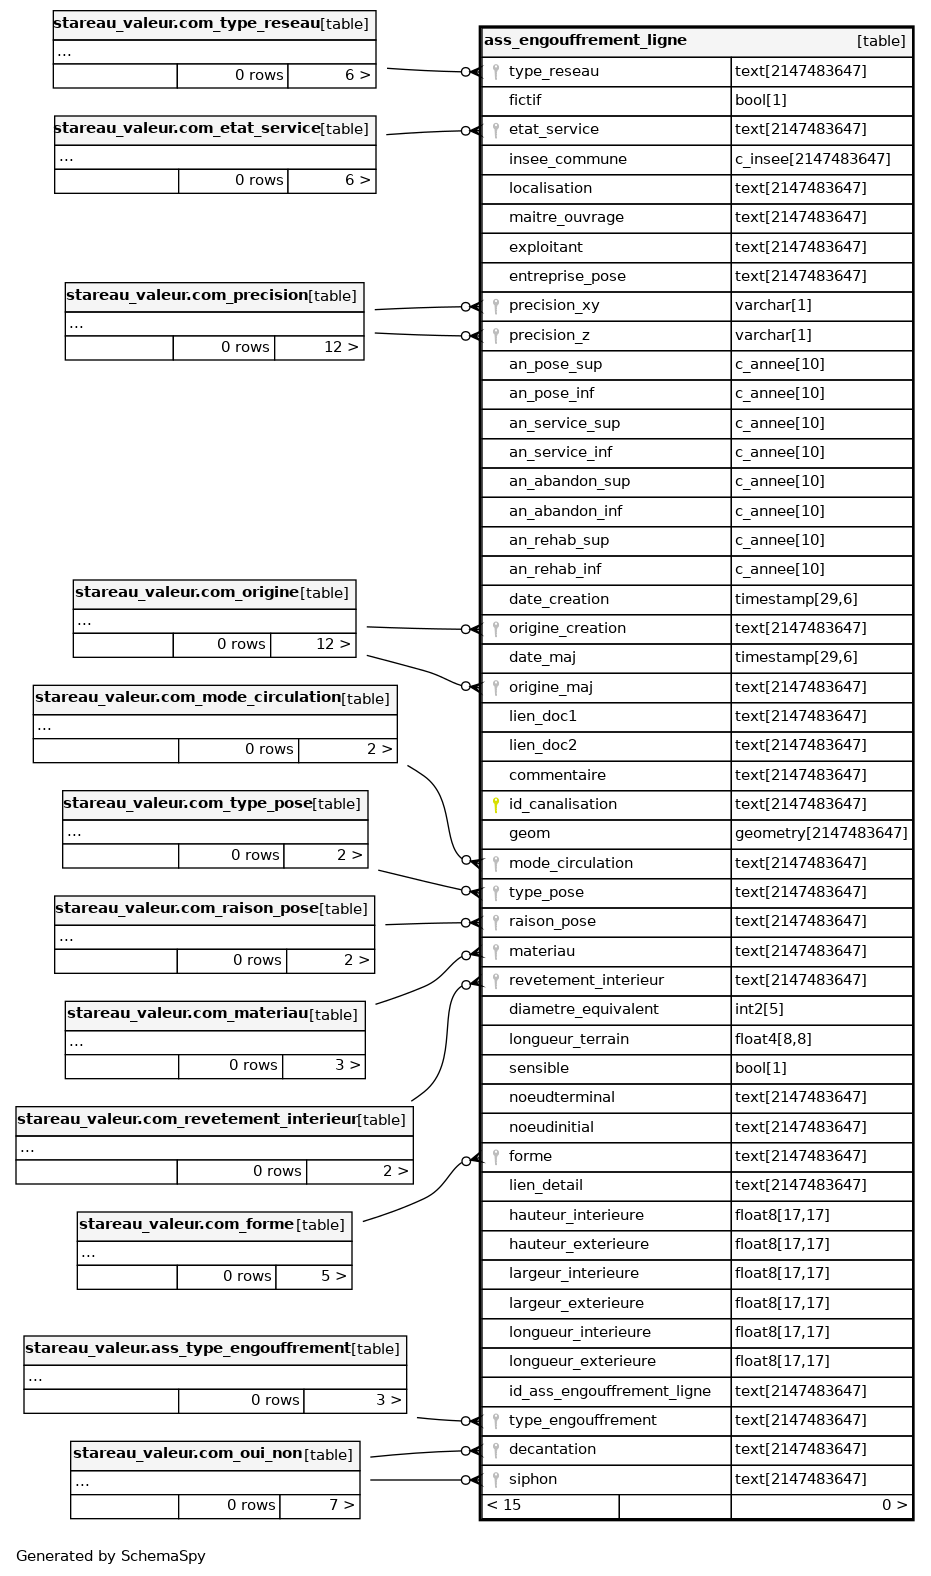 stareau_valeur.com_type_reseau[table]
...
0 rows 6 >
stareau_valeur.com_etat_service[table]
...
0 rows 6 >
stareau_valeur.com_precision[table]
...
0 rows 12 >
stareau_valeur.com_origine[table]
...
0 rows 12 >
stareau_valeur.com_mode_circulation[table]
...
0 rows 2 >
stareau_valeur.com_type_pose[table]
...
0 rows 2 >
stareau_valeur.com_raison_pose[table]
...
0 rows 2 >
stareau_valeur.com_materiau[table]
...
0 rows 3 >
stareau_valeur.com_revetement_interieur[table]
...
0 rows 2 >
stareau_valeur.com_forme[table]
...
0 rows 5 >
stareau_valeur.ass_type_engouffrement[table]
...
0 rows 3 >
stareau_valeur.com_oui_non[table]
...
0 rows 7 >
ass_engouffrement_ligne [table]
type_reseau text[2147483647]
fictif bool[1]
etat_service text[2147483647]
insee_commune c_insee[2147483647]
localisation text[2147483647]
maitre_ouvrage text[2147483647]
exploitant text[2147483647]
entreprise_pose text[2147483647]
precision_xy varchar[1]
precision_z varchar[1]
an_pose_sup c_annee[10]
an_pose_inf c_annee[10]
an_service_sup c_annee[10]
an_service_inf c_annee[10]
an_abandon_sup c_annee[10]
an_abandon_inf c_annee[10]
an_rehab_sup c_annee[10]
an_rehab_inf c_annee[10]
date_creation timestamp[29,6]
origine_creation text[2147483647]
date_maj timestamp[29,6]
origine_maj text[2147483647]
lien_doc1 text[2147483647]
lien_doc2 text[2147483647]
commentaire text[2147483647]
id_canalisation text[2147483647]
geom geometry[2147483647]
mode_circulation text[2147483647]
type_pose text[2147483647]
raison_pose text[2147483647]
materiau text[2147483647]
revetement_interieur text[2147483647]
diametre_equivalent int2[5]
longueur_terrain float4[8,8]
sensible bool[1]
noeudterminal text[2147483647]
noeudinitial text[2147483647]
forme text[2147483647]
lien_detail text[2147483647]
hauteur_interieure float8[17,17]
hauteur_exterieure float8[17,17]
largeur_interieure float8[17,17]
largeur_exterieure float8[17,17]
longueur_interieure float8[17,17]
longueur_exterieure float8[17,17]
id_ass_engouffrement_ligne text[2147483647]
type_engouffrement text[2147483647]
decantation text[2147483647]
siphon text[2147483647]
< 15 0 >
Generated by SchemaSpy